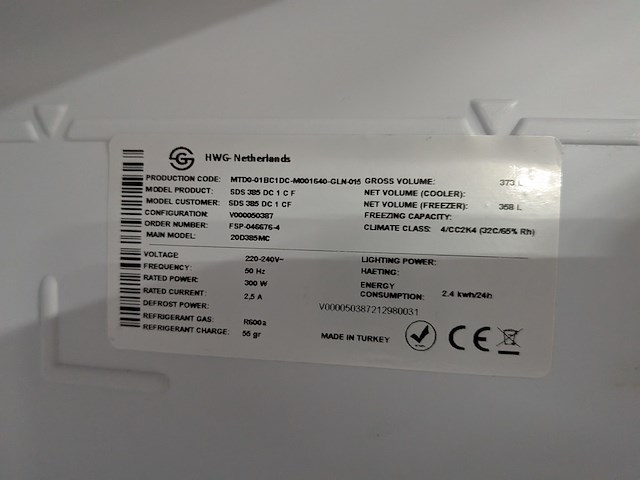 HWG- Netherlands
PRODUCTION CODE: MTD0-01BC1DC-M001640-GLN-015
MODEL PRODUCT: SDS 385 DC 1 C F
MODEL CUSTOMER: SDS 385 DC 1 CF
CONFIGURATION: V000050387
ORDER NUMBER: FSP-046676-4
MAIN MODEL: 20D385MC
GROSS VOLUME: 373 L
NET VOLUME (COOLER):
NET VOLUME (FREEZER): 358 L
FREEZING CAPACITY:
CLIMATE CLASS: 4/CC2K4 (32C/65% Rh)
VOLTAGE: 220-240V~
FREQUENCY: 50 Hz
RATED POWER: 300 W
RATED CURRENT: 2,5 A
DEFROST POWER:
REFRIGERANT GAS: R600a
REFRIGERANT CHARGE: 55 gr
LIGHTING POWER:
HAETING:
ENERGY
CONSUMPTION: 2.4 kwh/24h
V000050387212980031
MADE IN TURKEY CE